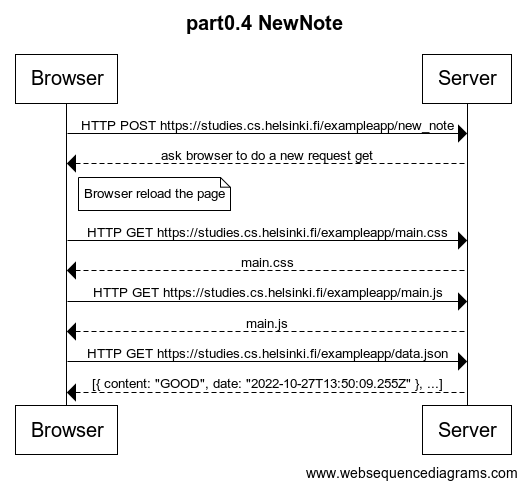 part0.4 NewNote
Browser
Server
HTTP POST https://studies.cs.helsinki.fi/exampleapp/new_note
ask browser to do a new request get
Browser reload the page
HTTP GET https://studies.cs.helsinki.fi/exampleapp/main.css
main.css
HTTP GET https://studies.cs.helsinki.fi/exampleapp/main.js
main.js
HTTP GET https://studies.cs.helsinki.fi/exampleapp/data.json
[{ content: "GOOD", date: "2022-10-27T13:50:09.255Z" }, ...]
Browser
Server
www.websequencediagrams.com